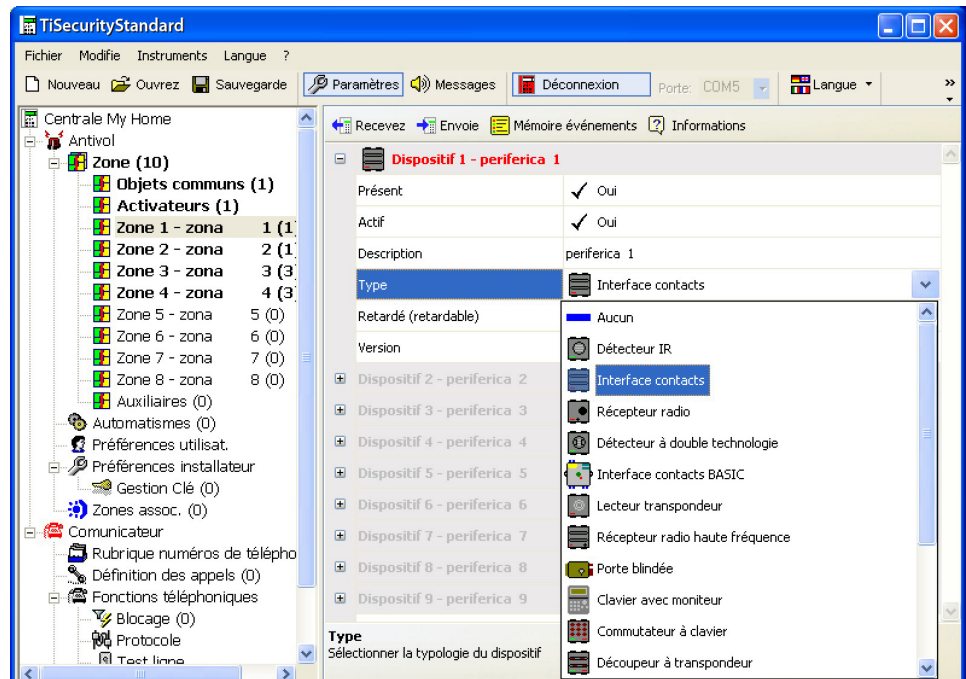 TiSecurityStandard
Fichier Modifie Instruments Langue ?
Nouveau Ouvrez Sauvegarde Paramètres Messages Déconnexion Porte: COM5 Langue »
Centrale My Home
Antivol
Zone (10)
Objets communs (1)
Activateurs (1)
Zone 1 - zona 1 (1
Zone 2 - zona 2 (1
Zone 3 - zona 3 (3
Zone 4 - zona 4 (3
Zone 5 - zona 5 (0)
Zone 6 - zona 6 (0)
Zone 7 - zona 7 (0)
Zone 8 - zona 8 (0)
Auxiliaires (0)
Automatismes (0)
Préférences utilisat.
Préférences installateur
Gestion Clé (0)
Zones assoc. (0)
Comunicateur
Rubrique numéros de télépho
Définition des appels (0)
Fonctions téléphoniques
Blocage (0)
Protocole
Test ligne
Recevez Envoie Mémoire événements Informations
Dispositif 1 - periferica 1
Présent Oui
Actif Oui
Description periferica 1
Type Interface contacts
Retardé (retardable)
Version
Dispositif 2 - periferica 2
Dispositif 3 - periferica 3
Dispositif 4 - periferica 4
Dispositif 5 - periferica 5
Dispositif 6 - periferica 6
Dispositif 7 - periferica 7
Dispositif 8 - periferica 8
Dispositif 9 - periferica 9
Aucun
Détecteur IR
Interface contacts
Récepteur radio
Détecteur à double technologie
Interface contacts BASIC
Lecteur transpondeur
Récepteur radio haute fréquence
Porte blindée
Clavier avec moniteur
Commutateur à clavier
Découpeur à transpondeur
Type
Sélectionner la typologie du dispositif